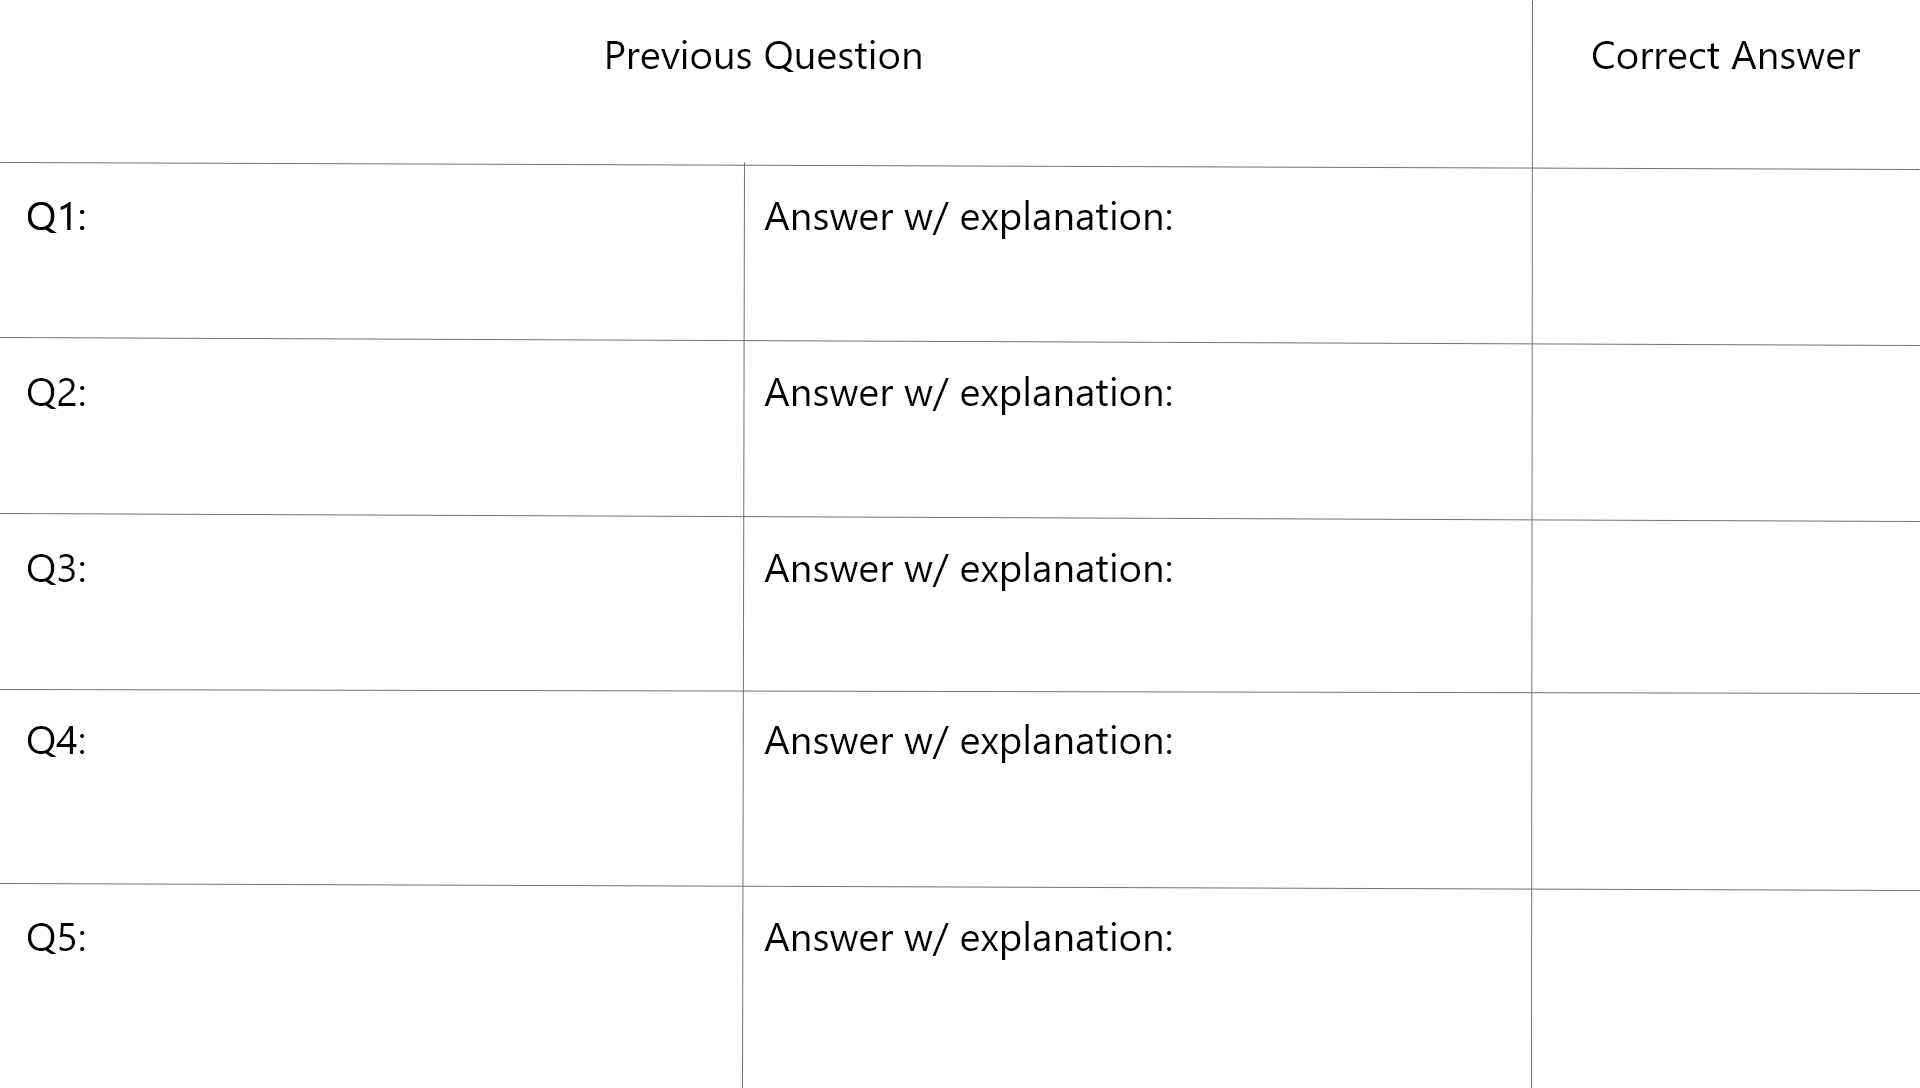 Previous Question
Correct Answer
Q1:
Answer w/ explanation:
Q2:
Answer w/ explanation:
Q3:
Answer w/ explanation:
Q4:
Answer w/ explanation:
Q5:
Answer w/ explanation: